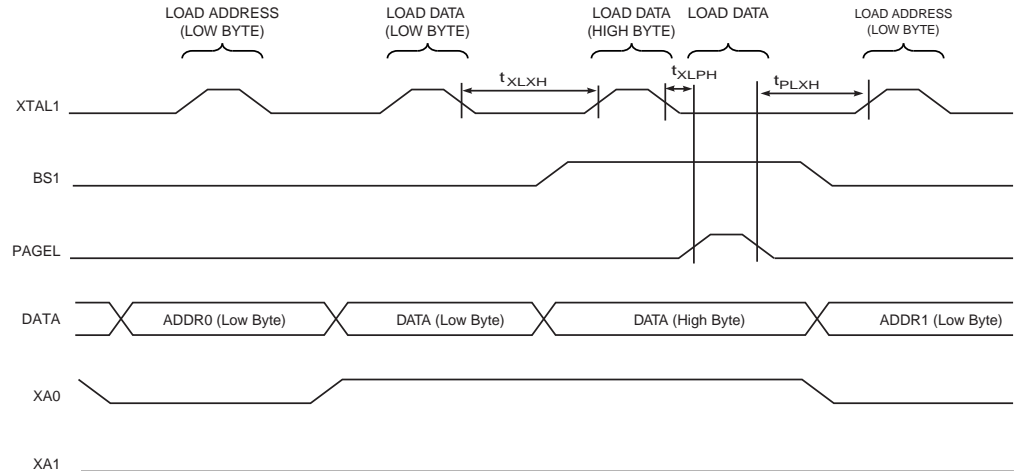 LOAD ADDRESS
(LOW BYTE)
LOAD DATA
(LOW BYTE)
LOAD DATA
(HIGH BYTE)
LOAD DATA
LOAD ADDRESS
(LOW BYTE)
tXLXH
tXLPH
tPLXH
XTAL1
BS1
PAGEL
DATA
ADDR0 (Low Byte)
DATA (Low Byte)
DATA (High Byte)
ADDR1 (Low Byte)
XA0
XA1